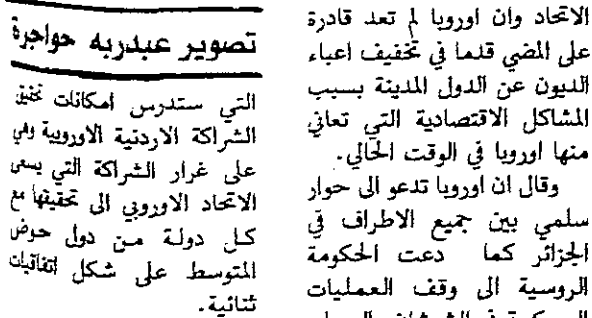 الاتحاد وان اوروبا لم تعد قادرة
على المضي قدما في تخفيف اعباء
الديون عن الدول المدينة بسبب
المشاكل الاقتصادية التي تعاني
منها اوروبا في الوقت الحالي.
وقال ان اوروبا تدعو الى حوار
سلمي بين جميع الاطراف في
الجزائر كما دعت الحكومة
الروسية الى وقف العمليات
تصوير عبدربه حواجرة
التي ستدرس امكانات تحقيق
الشراكة الاردنية الاوروبية وهي
على غرار الشراكة التي يسعى
الاتحاد الاوروبي الى تحقيقها مع
كل دولة من دول حوض
المتوسط على شكل اتفاقيات
ثنائية.